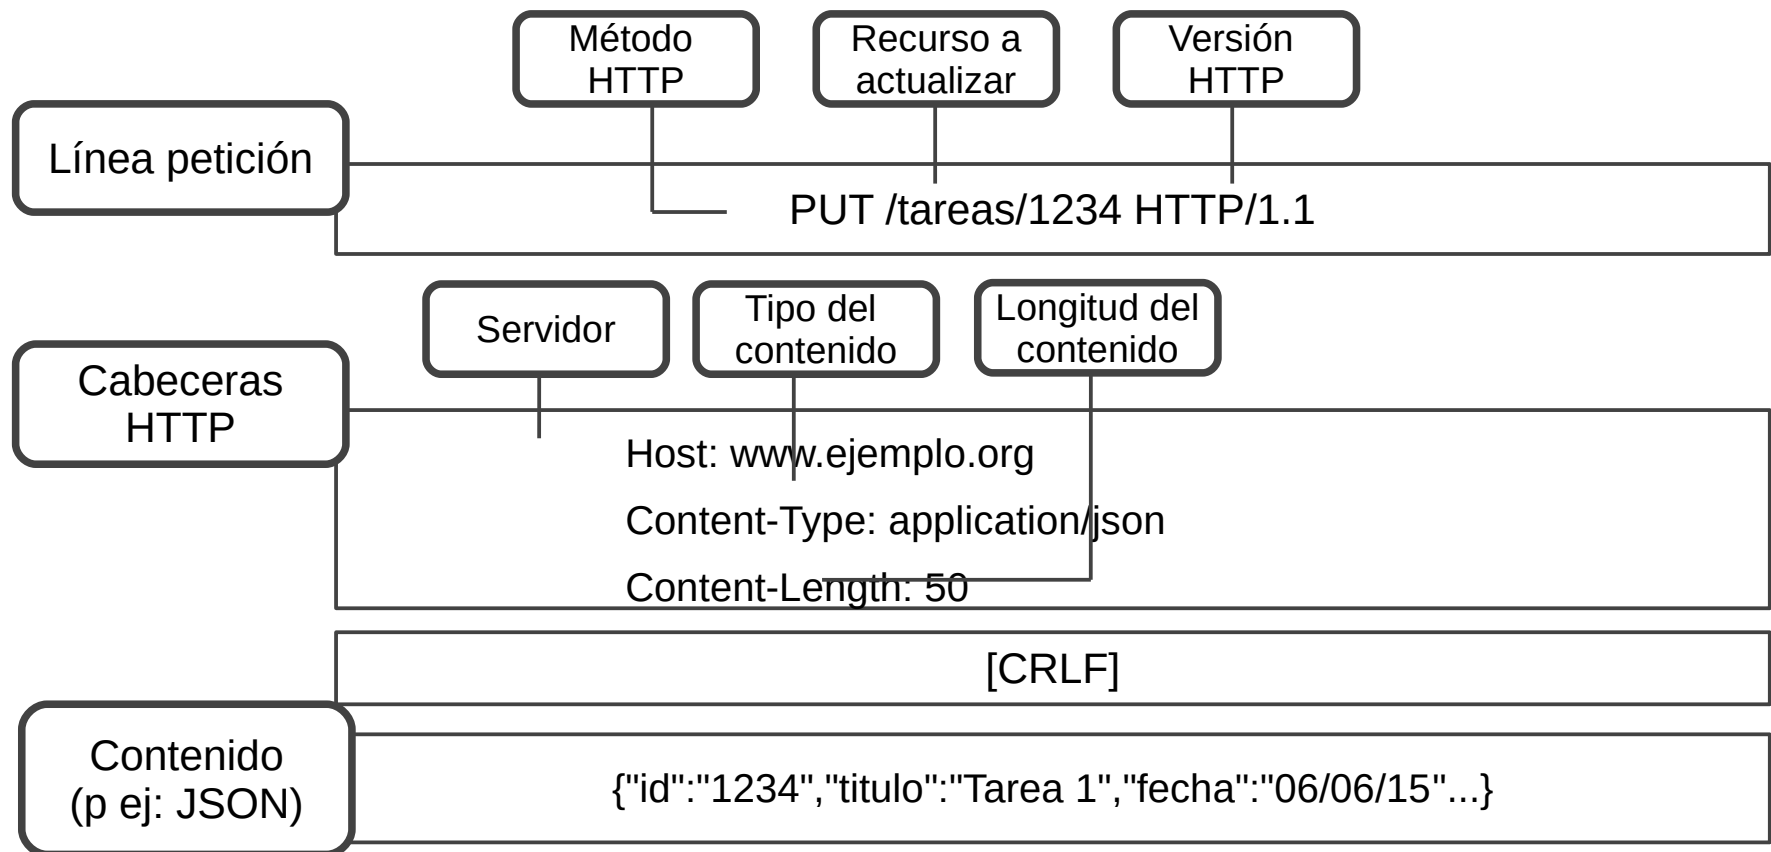 Método
HTTP
Recurso a
actualizar
Versión
HTTP
Línea petición
PUT /tareas/1234 HTTP/1.1
Servidor
Tipo del
contenido
Longitud del
contenido
Cabeceras
HTTP
Host: www.ejemplo.org
Content-Type: application/json
Content-Length: 50
[CRLF]
Contenido
(p ej: JSON)
{"id":"1234","titulo":"Tarea 1","fecha":"06/06/15"...}